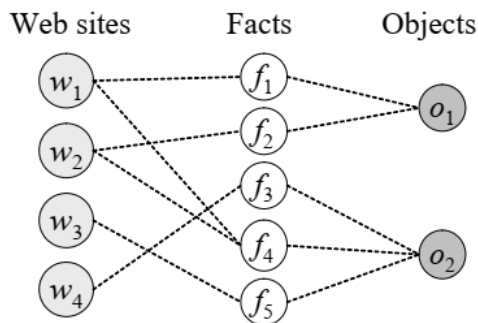 Web sites Facts Objects
w1 f1
o1
w2 f2
f3
w3 f4 o2
w4 f5